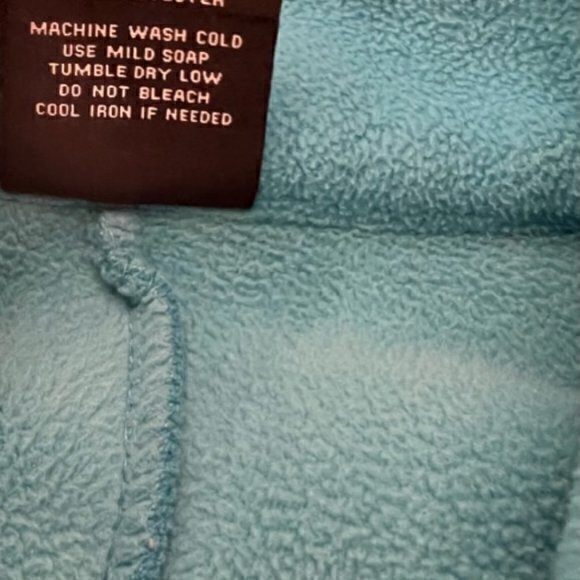 MACHINE WASH COLD
USE MILD SOAP
TUMBLE DRY LOW
DO NOT BLEACH
COOL IRON IF NEEDED